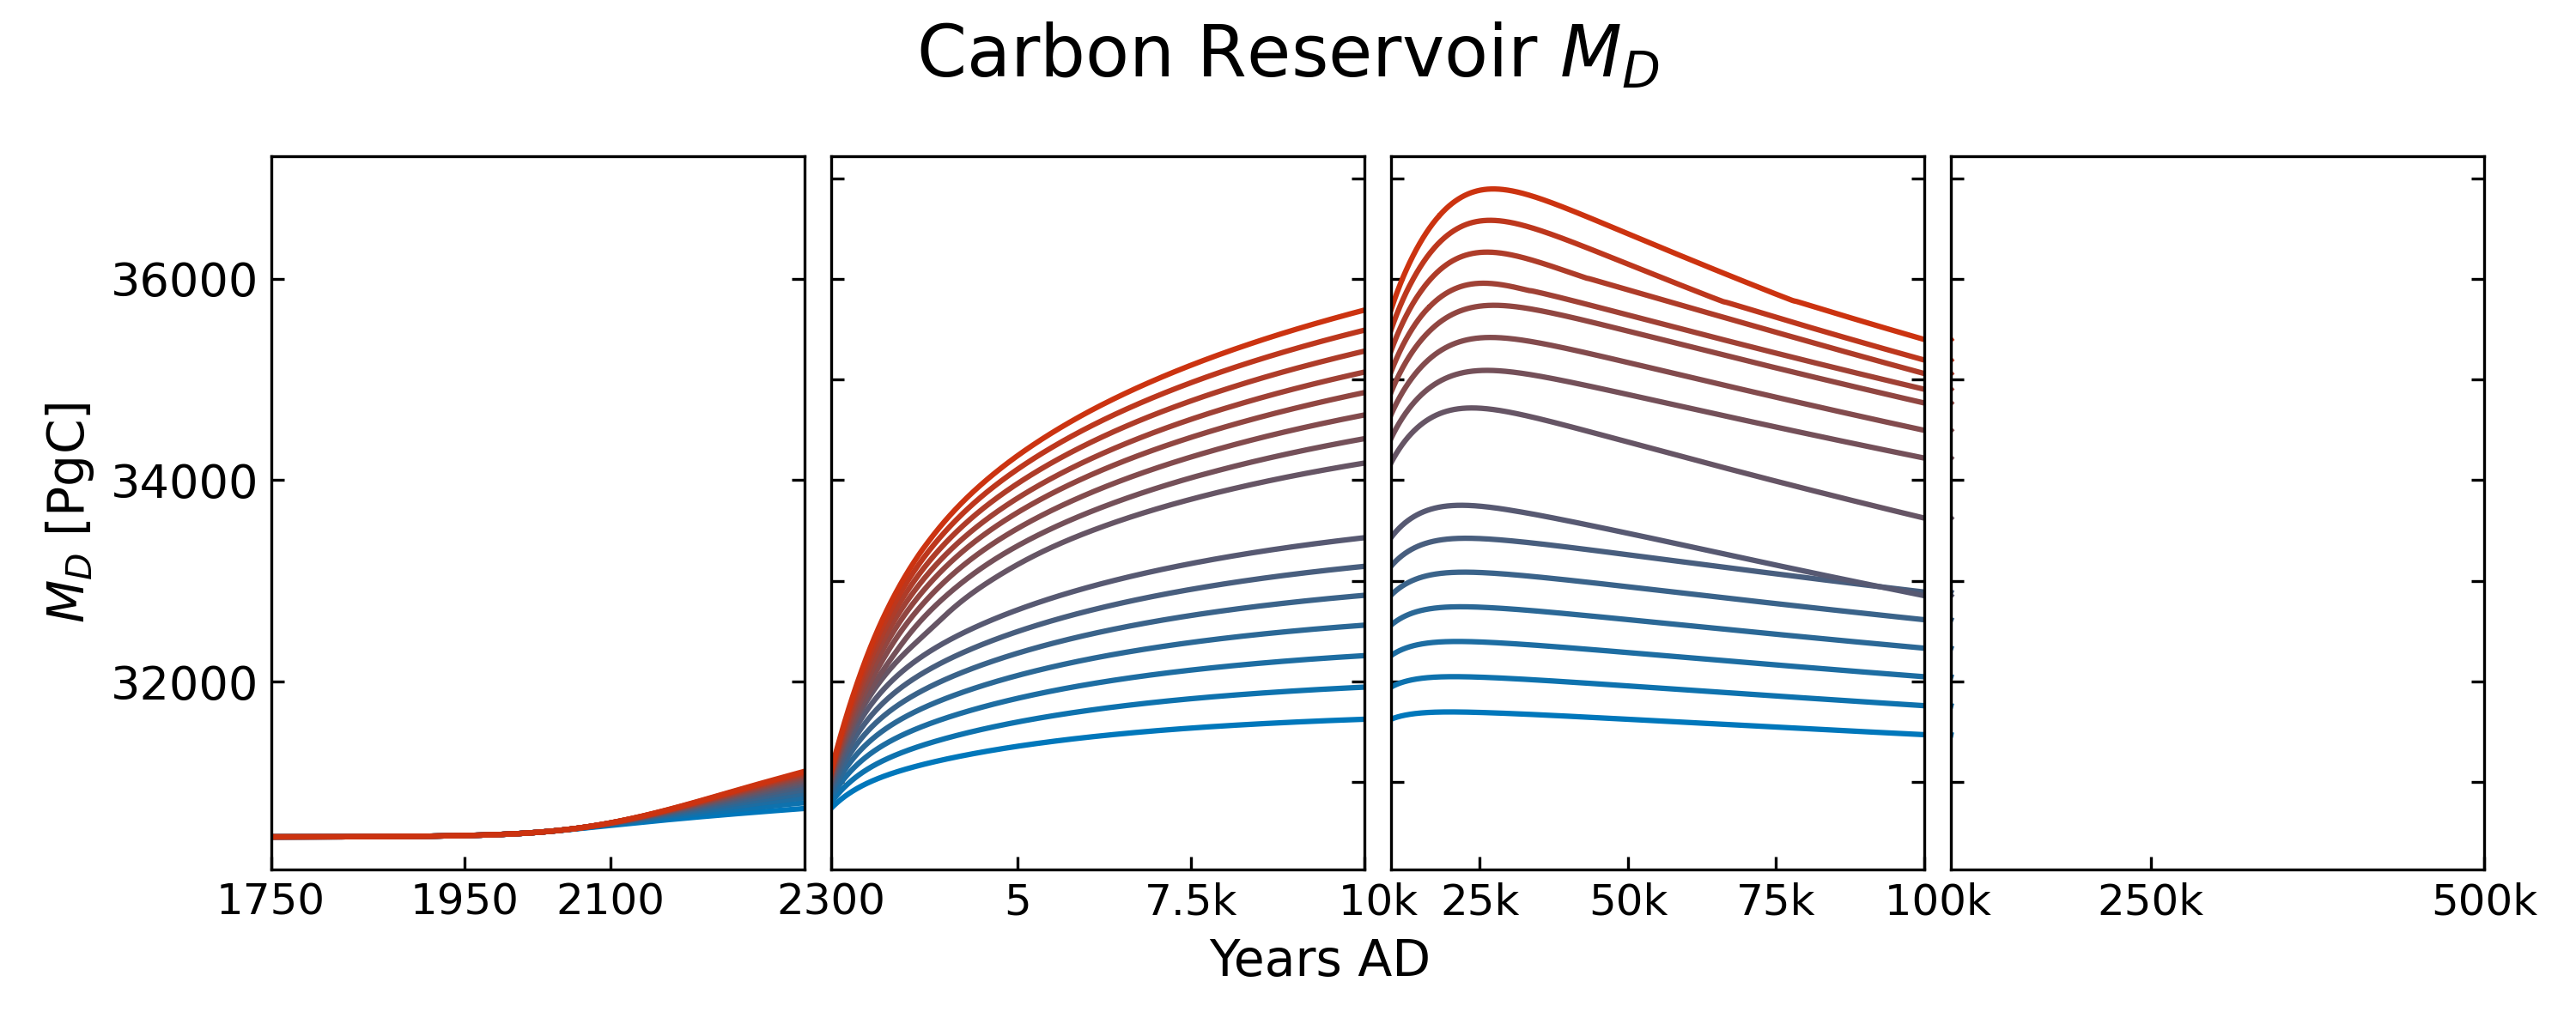 Carbon Reservoir M_D
M_D [PgC]
36000
34000
32000
1750 1950 2100 2300 5 7.5k 10k 25k 50k 75k 100k 250k 500k
Years AD